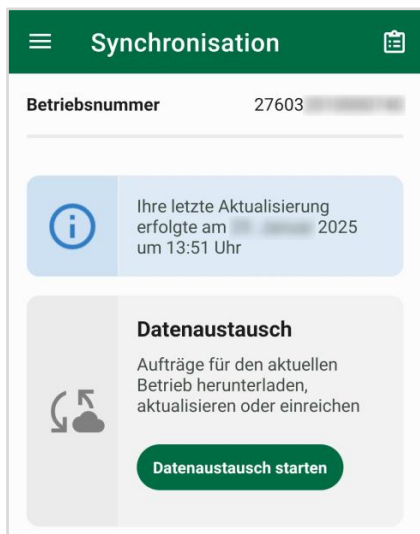 Synchronisation
Betriebsnummer 27603
Ihre letzte Aktualisierung
erfolgte am 2025
um 13:51 Uhr
Datenaustausch
Aufträge für den aktuellen
Betrieb herunterladen,
aktualisieren oder einreichen
Datenaustausch starten